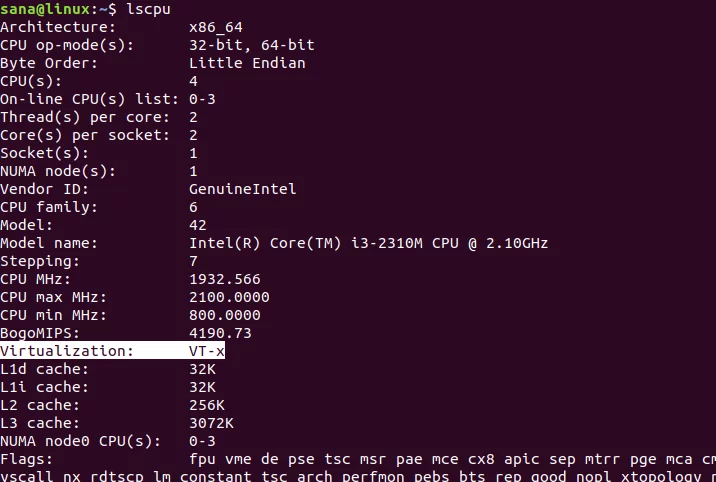 sana@linux:~$ lscpu
Architecture: x86_64
CPU op-mode(s): 32-bit, 64-bit
Byte Order: Little Endian
CPU(s): 4
On-line CPU(s) list: 0-3
Thread(s) per core: 2
Core(s) per socket: 2
Socket(s): 1
NUMA node(s): 1
Vendor ID: GenuineIntel
CPU family: 6
Model: 42
Model name: Intel(R) Core(TM) i3-2310M CPU @ 2.10GHz
Stepping: 7
CPU MHz: 1932.566
CPU max MHz: 2100.0000
CPU min MHz: 800.0000
BogoMIPS: 4190.73
Virtualization: VT-x
L1d cache: 32K
L1i cache: 32K
L2 cache: 256K
L3 cache: 3072K
NUMA node0 CPU(s): 0-3
Flags: fpu vme de pse tsc msr pae mce cx8 apic sep mtrr pge mca cm
yscall nx rdtscp lm constant_tsc arch_perfmon pebs bts rep_good nopl xtopology